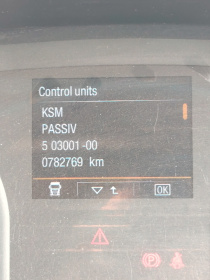 Control units
KSM
PASSIV
5 03001-00
0782769 km
OK